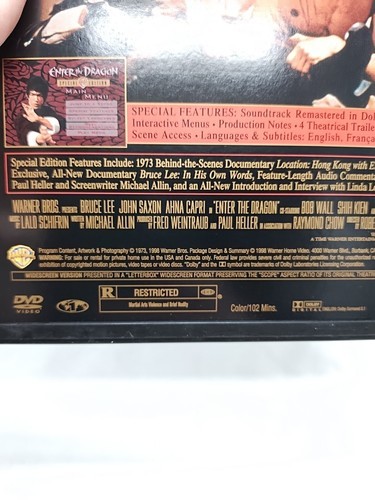 ENTER THE DRAGON
SPECIAL EDITION
MAIN
MENU
SPECIAL FEATURES: Soundtrack Remastered in Dol
Interactive Menus • Production Notes • 4 Theatrical Traile
Scene Access • Languages & Subtitles: English, França
Special Edition Features Include: 1973 Behind-the-Scenes Documentary Location: Hong Kong with E
Exclusive, All-New Documentary Bruce Lee: In His Own Words, Feature-Length Audio Comment
Paul Heller and Screenwriter Michael Allin, and an All-New Introduction and Interview with Linda L
WARNER BROS. PRESENTS BRUCE LEE JOHN SAXON AHNA CAPRI IN "ENTER THE DRAGON" CO-STARRING BOB WALL SHIH KIEN
MUSIC BY LALO SCHIFRIN WRITTEN BY MICHAEL ALLIN PRODUCED BY FRED WEINTRAUB AND PAUL HELLER IN ASSOCIATION WITH RAYMOND CHOW
A TIME WARNER ENTERTAINMENT
Program Content, Artwork & Photography © 1973, 1998 Warner Bros. Package Design & Summary © 1998 Warner Home Video. 4000 Warner Blvd., Burbank, CA
WARNING: For sale or rental for private home use in the USA and Canada only. Federal law provides severe civil and criminal penalties for the unauthorized
exhibition of copyrighted motion pictures, video tapes or video discs. "Dolby" and the DD symbol are trademarks of Dolby Laboratories Licensing Corporation.
WIDESCREEN VERSION PRESENTED IN A "LETTERBOX" WIDESCREEN FORMAT PRESERVING THE "SCOPE" ASPECT RATIO OF ITS ORIGINAL THEATR
DVD
VIDEO
R RESTRICTED
Martial Arts Violence and Brief Nudity
Color/102 Mins.
DOLBY
DIGITAL